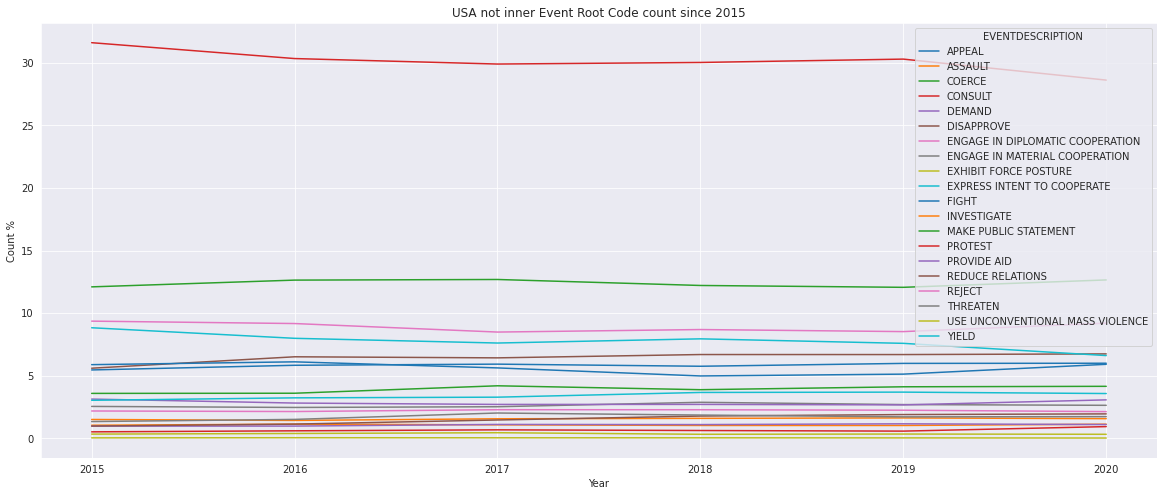 USA not inner Event Root Code count since 2015
EVENTDESCRIPTION
APPEAL
ASSAULT
COERCE
CONSULT
DEMAND
DISAPPROVE
ENGAGE IN DIPLOMATIC COOPERATION
ENGAGE IN MATERIAL COOPERATION
EXHIBIT FORCE POSTURE
EXPRESS INTENT TO COOPERATE
FIGHT
INVESTIGATE
MAKE PUBLIC STATEMENT
PROTEST
PROVIDE AID
REDUCE RELATIONS
REJECT
THREATEN
USE UNCONVENTIONAL MASS VIOLENCE
YIELD
Count %
30
25
20
15
10
5
0
2015 2016 2017 2018 2019 2020
Year